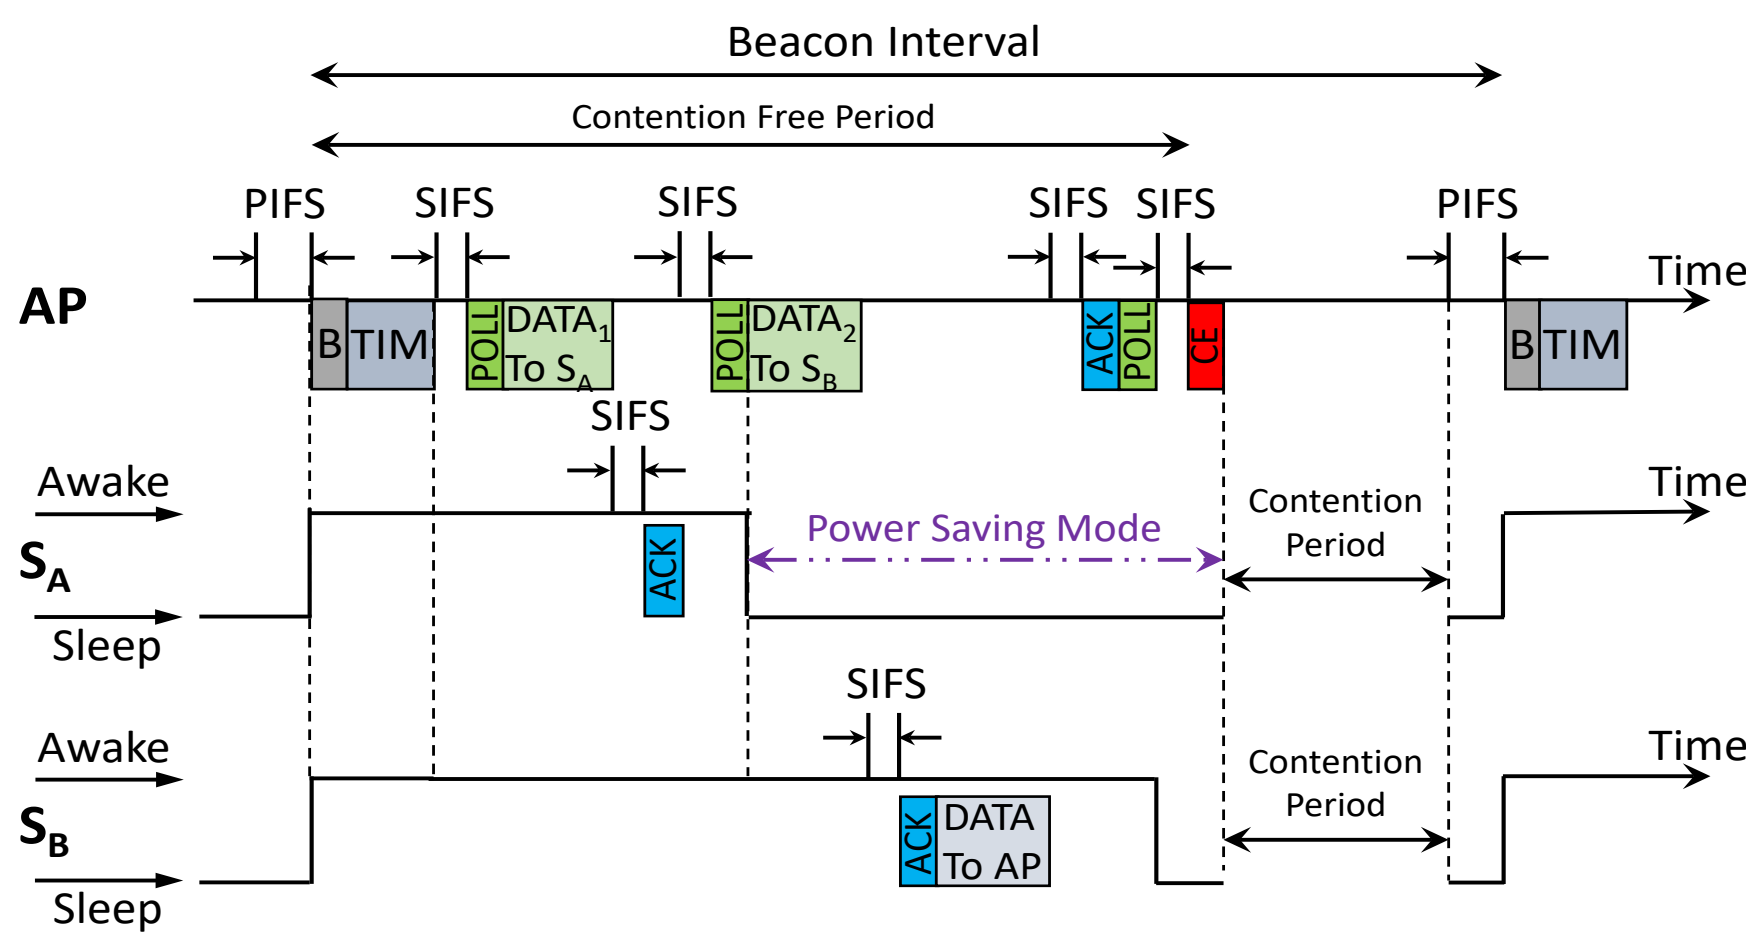 Beacon Interval
Contention Free Period
PIFS SIFS SIFS SIFS SIFS PIFS
Time
AP
B TIM POLL DATA1 To SA POLL DATA2 To SB ACK POLL CE B TIM
SIFS
Awake
Time
Contention
Period
Power Saving Mode
SA
ACK
Sleep
SIFS
Awake
Time
Contention
Period
SB
ACK DATA To AP
Sleep